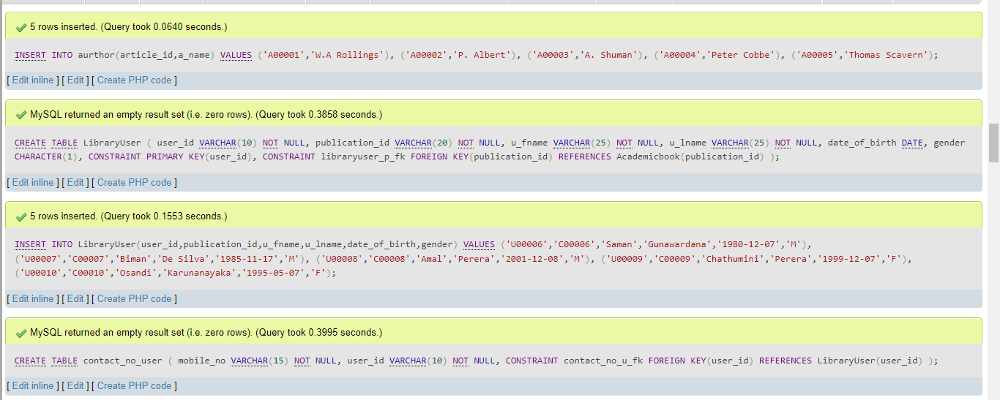 5 rows inserted. (Query took 0.0640 seconds.)
INSERT INTO aurthor(article_id,a_name) VALUES ('A00001','W.A Rollings'), ('A00002','P. Albert'), ('A00003','A. Shuman'), ('A00004','Peter Cobbe'), ('A00005','Thomas Scavern');
[ Edit inline ] [ Edit ] [ Create PHP code ]
MySQL returned an empty result set (i.e. zero rows). (Query took 0.3858 seconds.)
CREATE TABLE LibraryUser ( user_id VARCHAR(10) NOT NULL, publication_id VARCHAR(20) NOT NULL, u_fname VARCHAR(25) NOT NULL, u_lname VARCHAR(25) NOT NULL, date_of_birth DATE, gender
CHARACTER(1), CONSTRAINT PRIMARY KEY(user_id), CONSTRAINT libraryuser_p_fk FOREIGN KEY(publication_id) REFERENCES Academicbook(publication_id) );
[ Edit inline ] [ Edit ] [ Create PHP code ]
5 rows inserted. (Query took 0.1553 seconds.)
INSERT INTO LibraryUser(user_id,publication_id,u_fname,u_lname,date_of_birth,gender) VALUES ('U00006','C00006','Saman','Gunawardana','1980-12-07','M'),
('U00007','C00007','Biman','De Silva','1985-11-17','M'), ('U00008','C00008','Amal','Perera','2001-12-08','M'), ('U00009','C00009','Chathumini','Perera','1999-12-07','F'),
('U00010','C00010','Osandi','Karunanayaka','1995-05-07','F');
[ Edit inline ] [ Edit ] [ Create PHP code ]
MySQL returned an empty result set (i.e. zero rows). (Query took 0.3995 seconds.)
CREATE TABLE contact_no_user ( mobile_no VARCHAR(15) NOT NULL, user_id VARCHAR(10) NOT NULL, CONSTRAINT contact_no_u_fk FOREIGN KEY(user_id) REFERENCES LibraryUser(user_id) );
[ Edit inline ] [ Edit ] [ Create PHP code ]